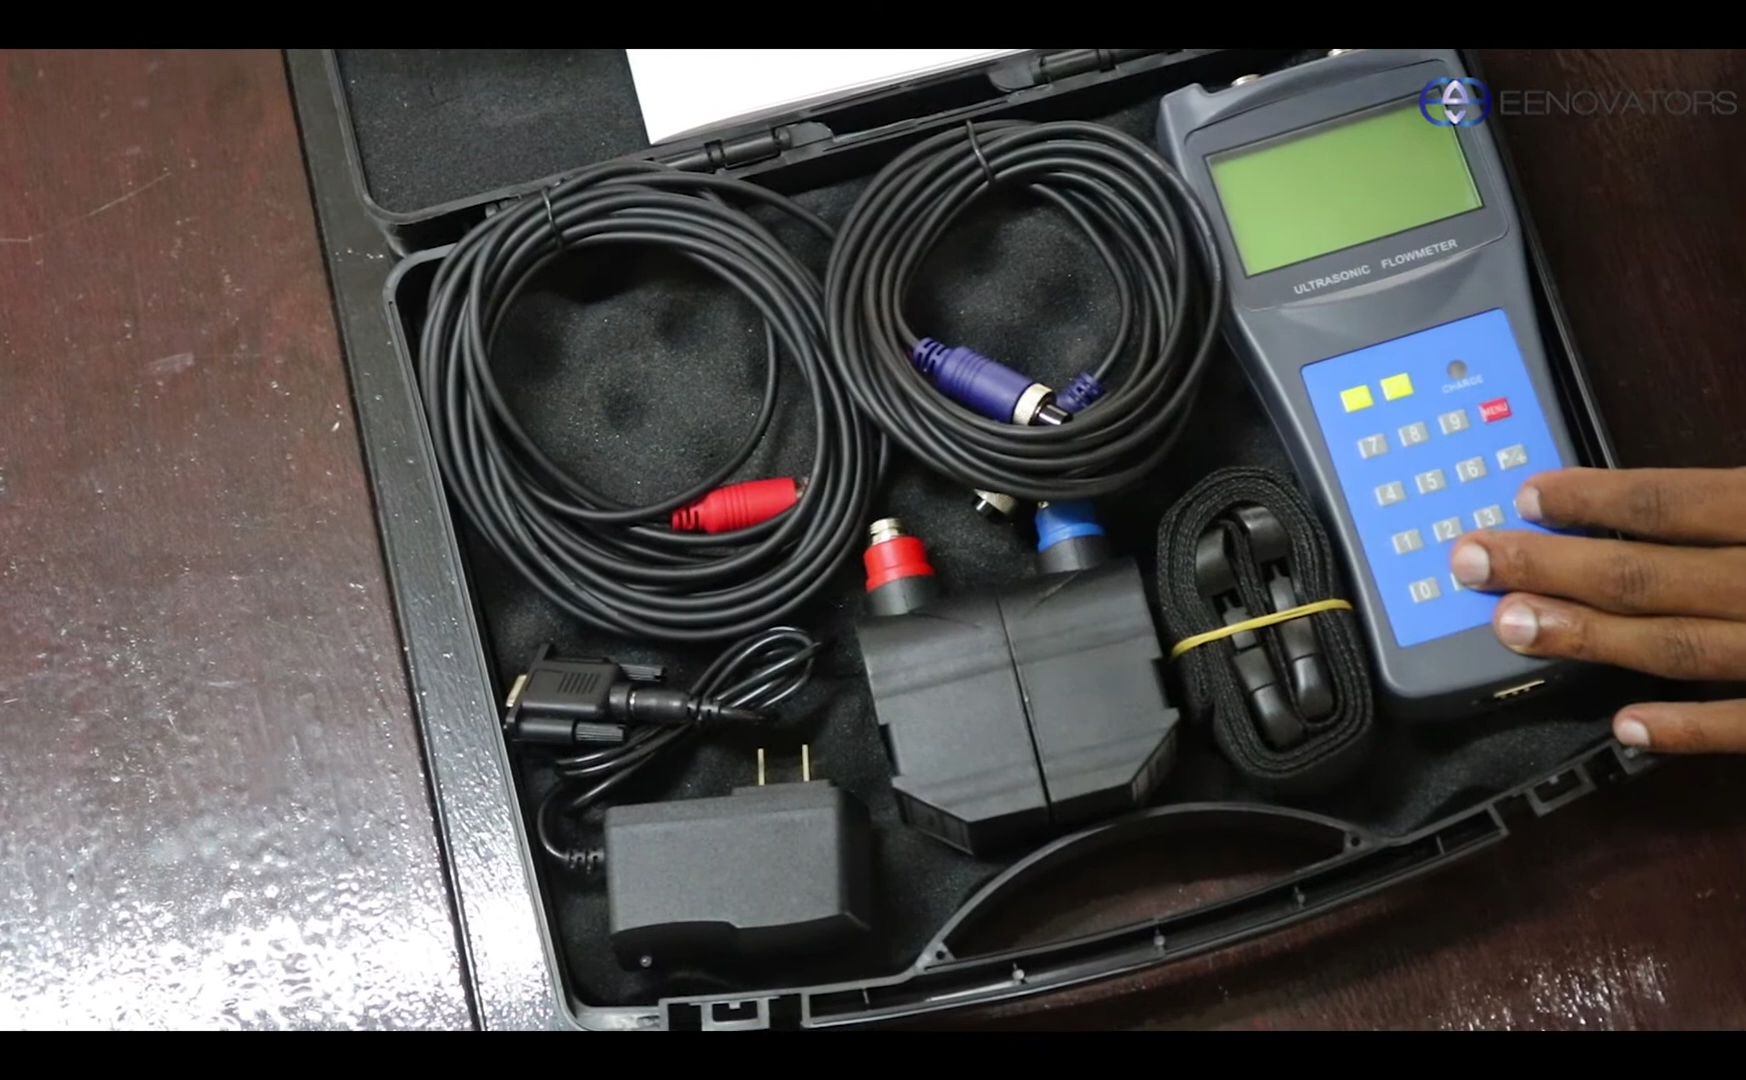 EENOVATORS
ULTRASONIC FLOWMETER
CHARGE
7 8 9 MENU
4 5 6
1 2 3
0